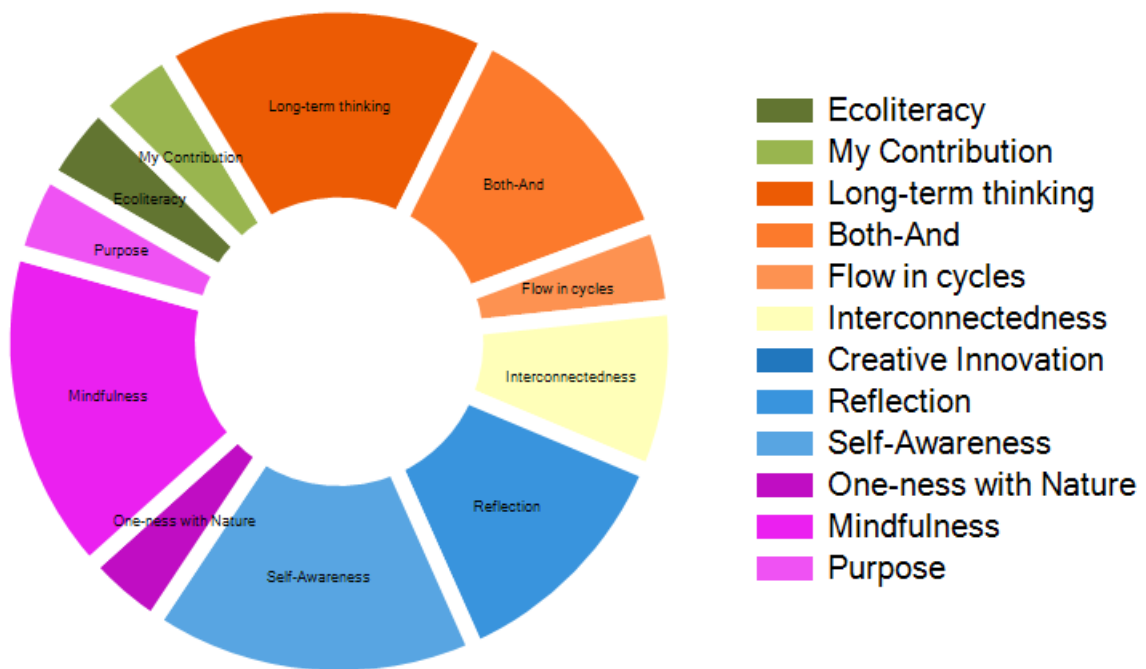 Long-term thinking
Both-And
My Contribution
Ecoliteracy
Purpose
Flow in cycles
Interconnectedness
Mindfulness
Reflection
One-ness with Nature
Self-Awareness
Ecoliteracy
My Contribution
Long-term thinking
Both-And
Flow in cycles
Interconnectedness
Creative Innovation
Reflection
Self-Awareness
One-ness with Nature
Mindfulness
Purpose